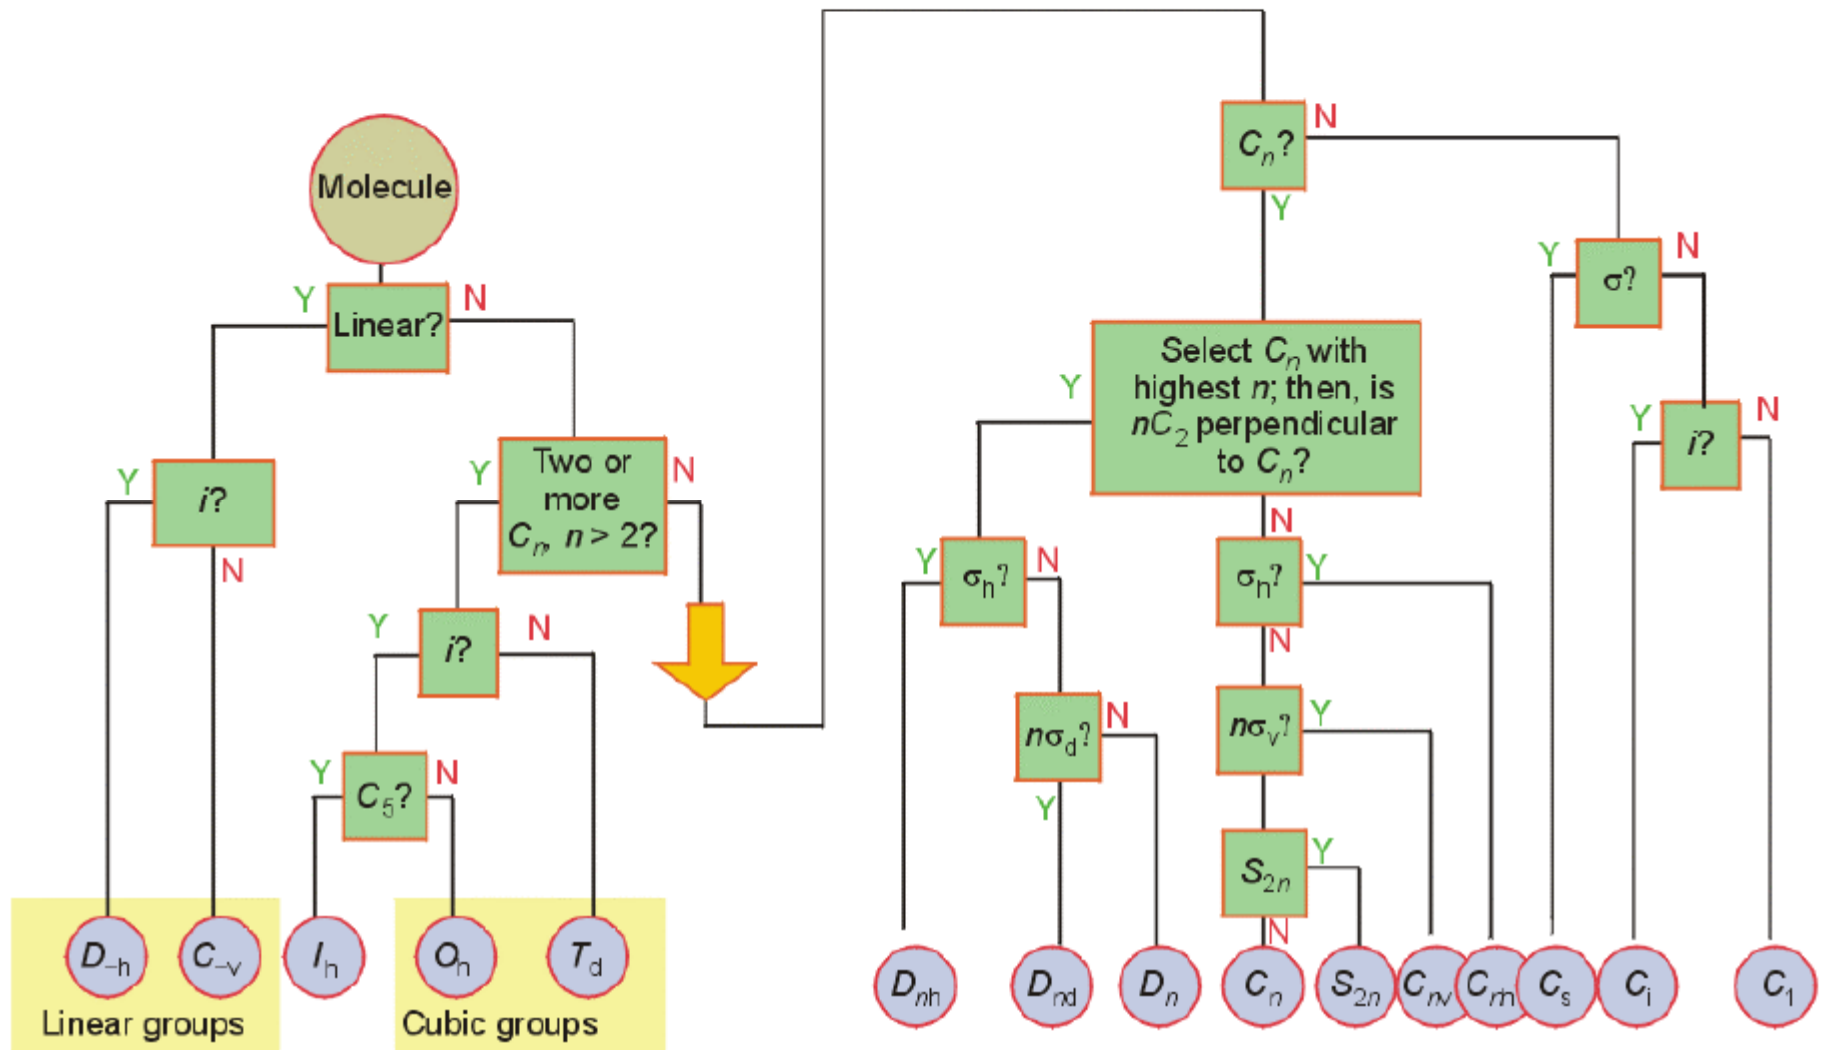 Molecule
Y
Linear?
N
Y
i?
N
Y
Two or
more
Cₙ, n > 2?
N
Y
i?
N
Y
C₅?
N
D₋h
C₋v
Linear groups
Ih
Oh
Td
Cubic groups
Cₙ?
N
Y
Y
σ?
N
Y
i?
N
Y
Select Cₙ with
highest n; then, is
nC₂ perpendicular
to Cₙ?
N
Y
σh?
N
σh?
Y
N
nσd?
N
Y
nσv?
Y
S₂ₙ
Y
N
Dnh
Dnd
Dn
Cn
S2n
Cnv
Cnh
Cs
Ci
C1